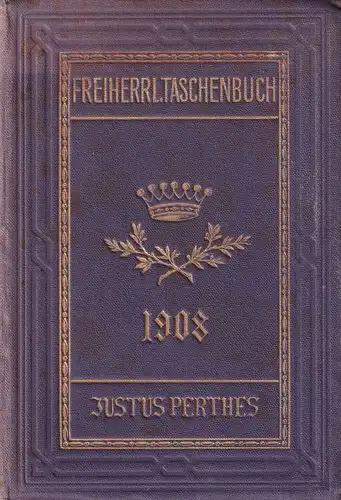 FREIHERRL. TASCHENBUCH
1908
JUSTUS PERTHES